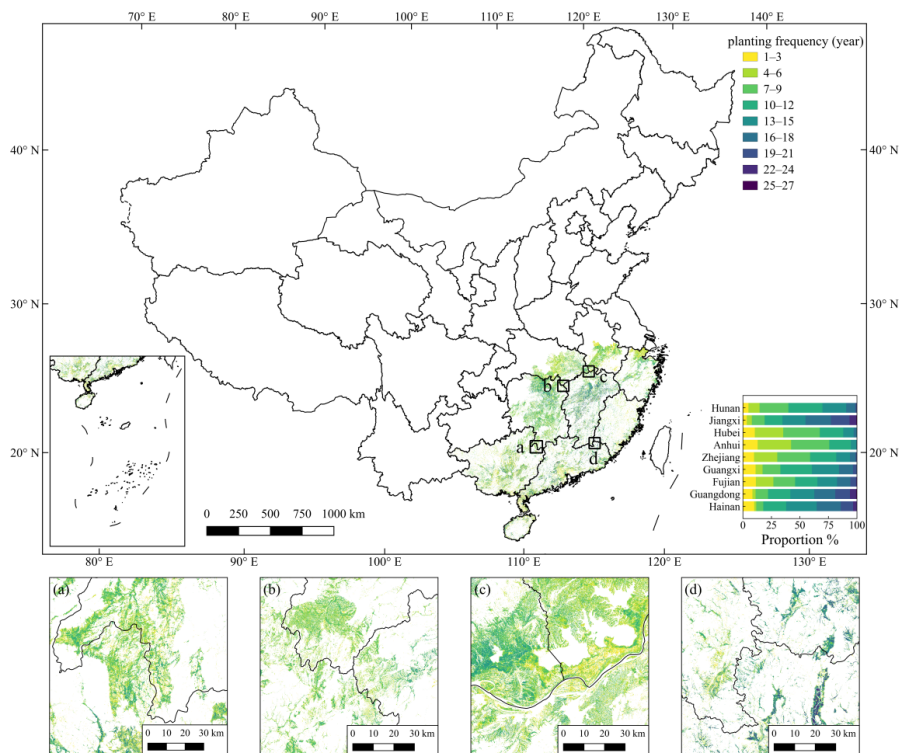 70° E 80° E 90° E 100° E 110° E 120° E 130° E 140° E
planting frequency (year)
1–3
4–6
7–9
10–12
13–15
16–18
19–21
22–24
25–27
40° N 40° N
30° N 30° N
20° N 20° N
b
c
a
d
0 250 500 750 1000 km
Hunan
Jiangxi
Hubei
Anhui
Zhejiang
Guangxi
Fujian
Guangdong
Hainan
0 25 50 75 100
Proportion %
80° E 90° E 100° E 110° E 120° E 130° E
(a) (b) (c) (d)
0 10 20 30 km 0 10 20 30 km 0 10 20 30 km 0 10 20 30 km